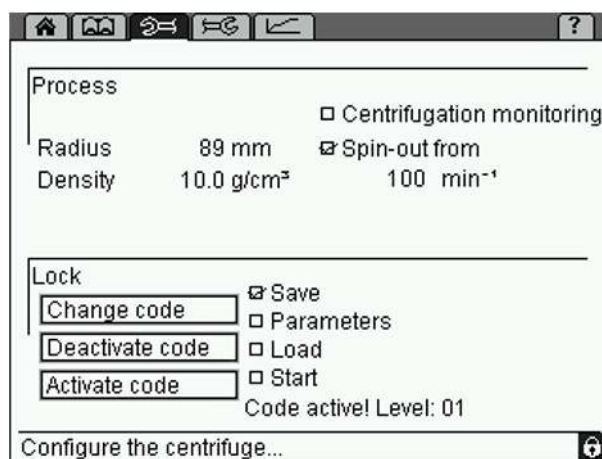 ?
Process
Centrifugation monitoring
Radius 89 mm Spin-out from
Density 10.0 g/cm³ 100 min⁻¹
Lock
Save
Change code
Parameters
Deactivate code Load
Activate code Start
Code active! Level: 01
Configure the centrifuge...